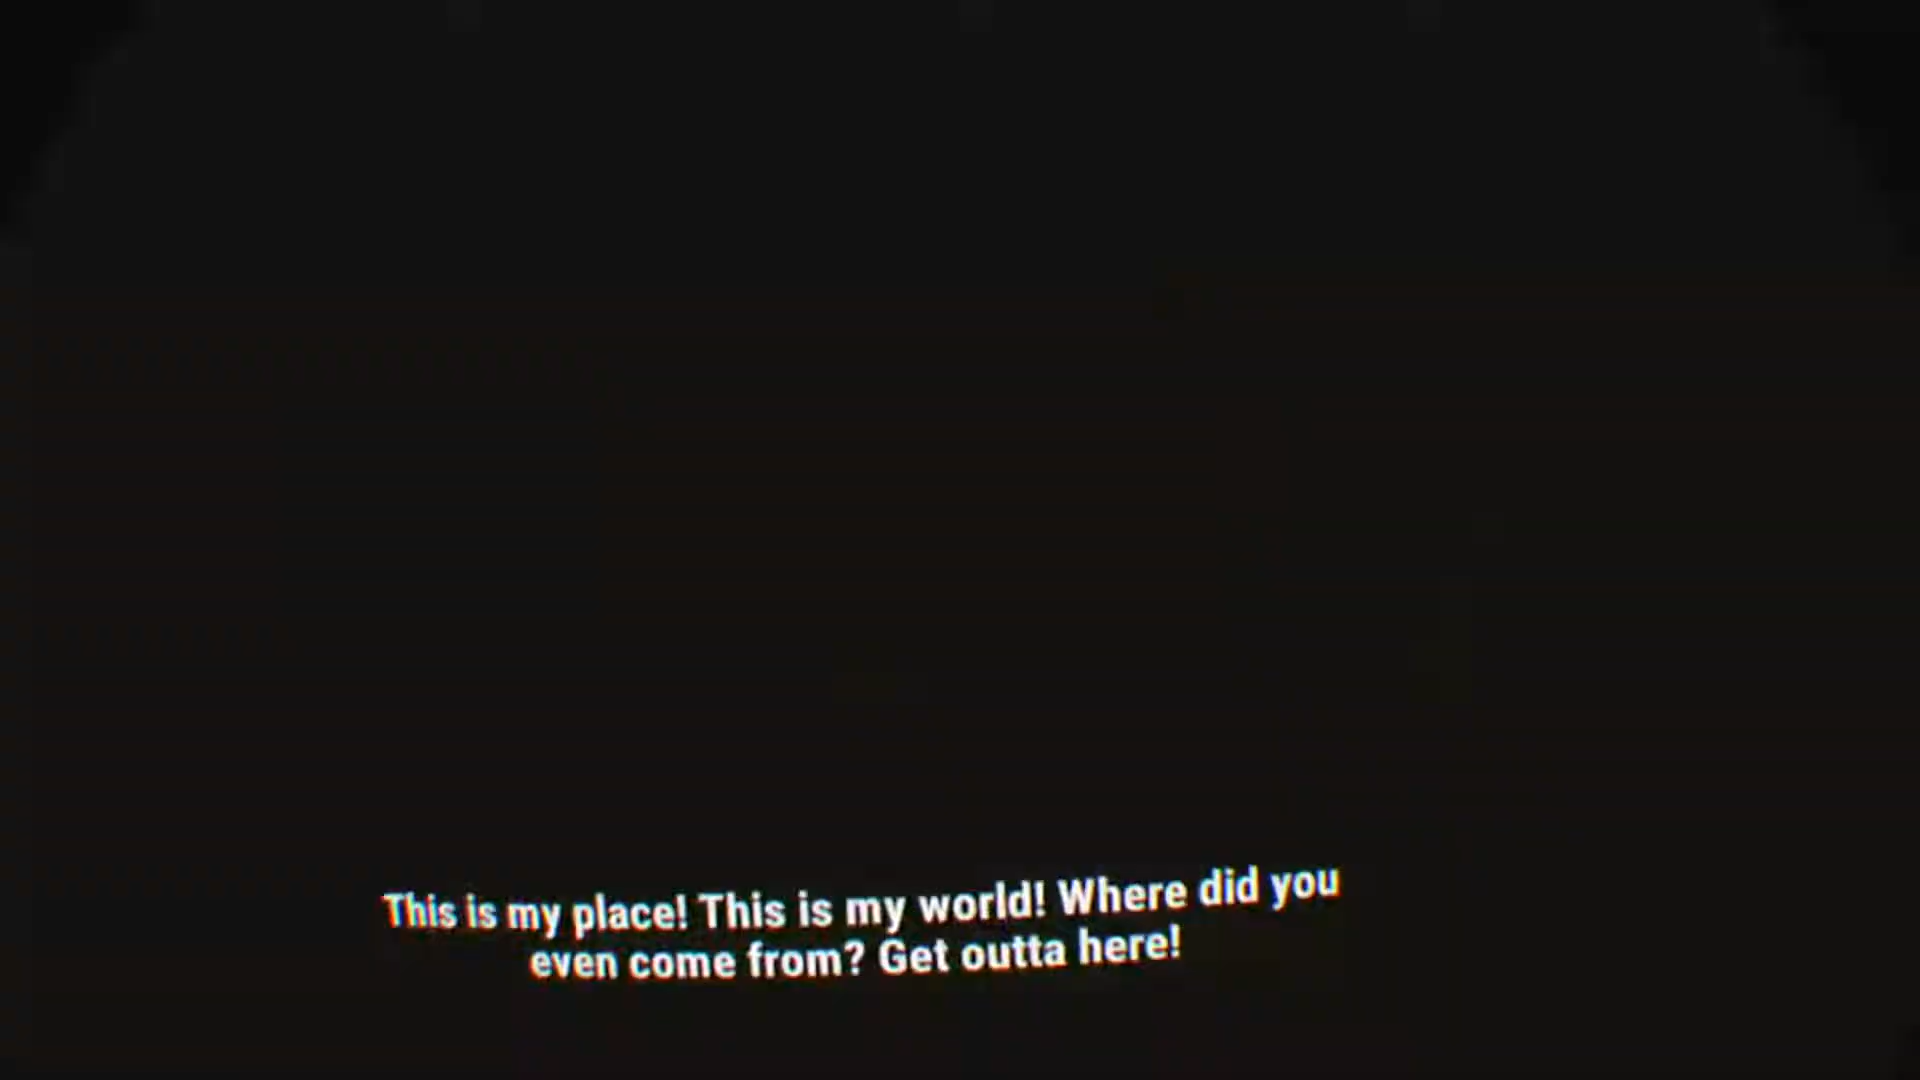 This is my place! This is my world! Where did you
even come from? Get outta here!